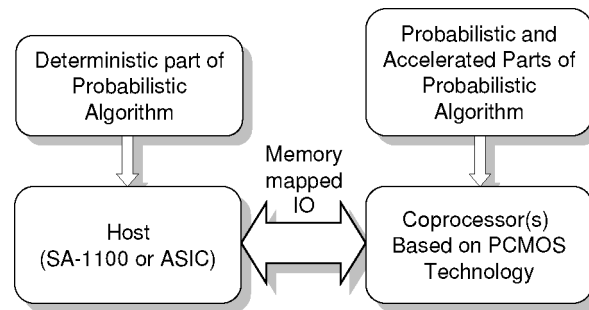 Deterministic part of
Probabilistic
Algorithm
Probabilistic and
Accelerated Parts of
Probabilistic
Algorithm
Memory
mapped
IO
Host
(SA-1100 or ASIC)
Coprocessor(s)
Based on PCMOS
Technology